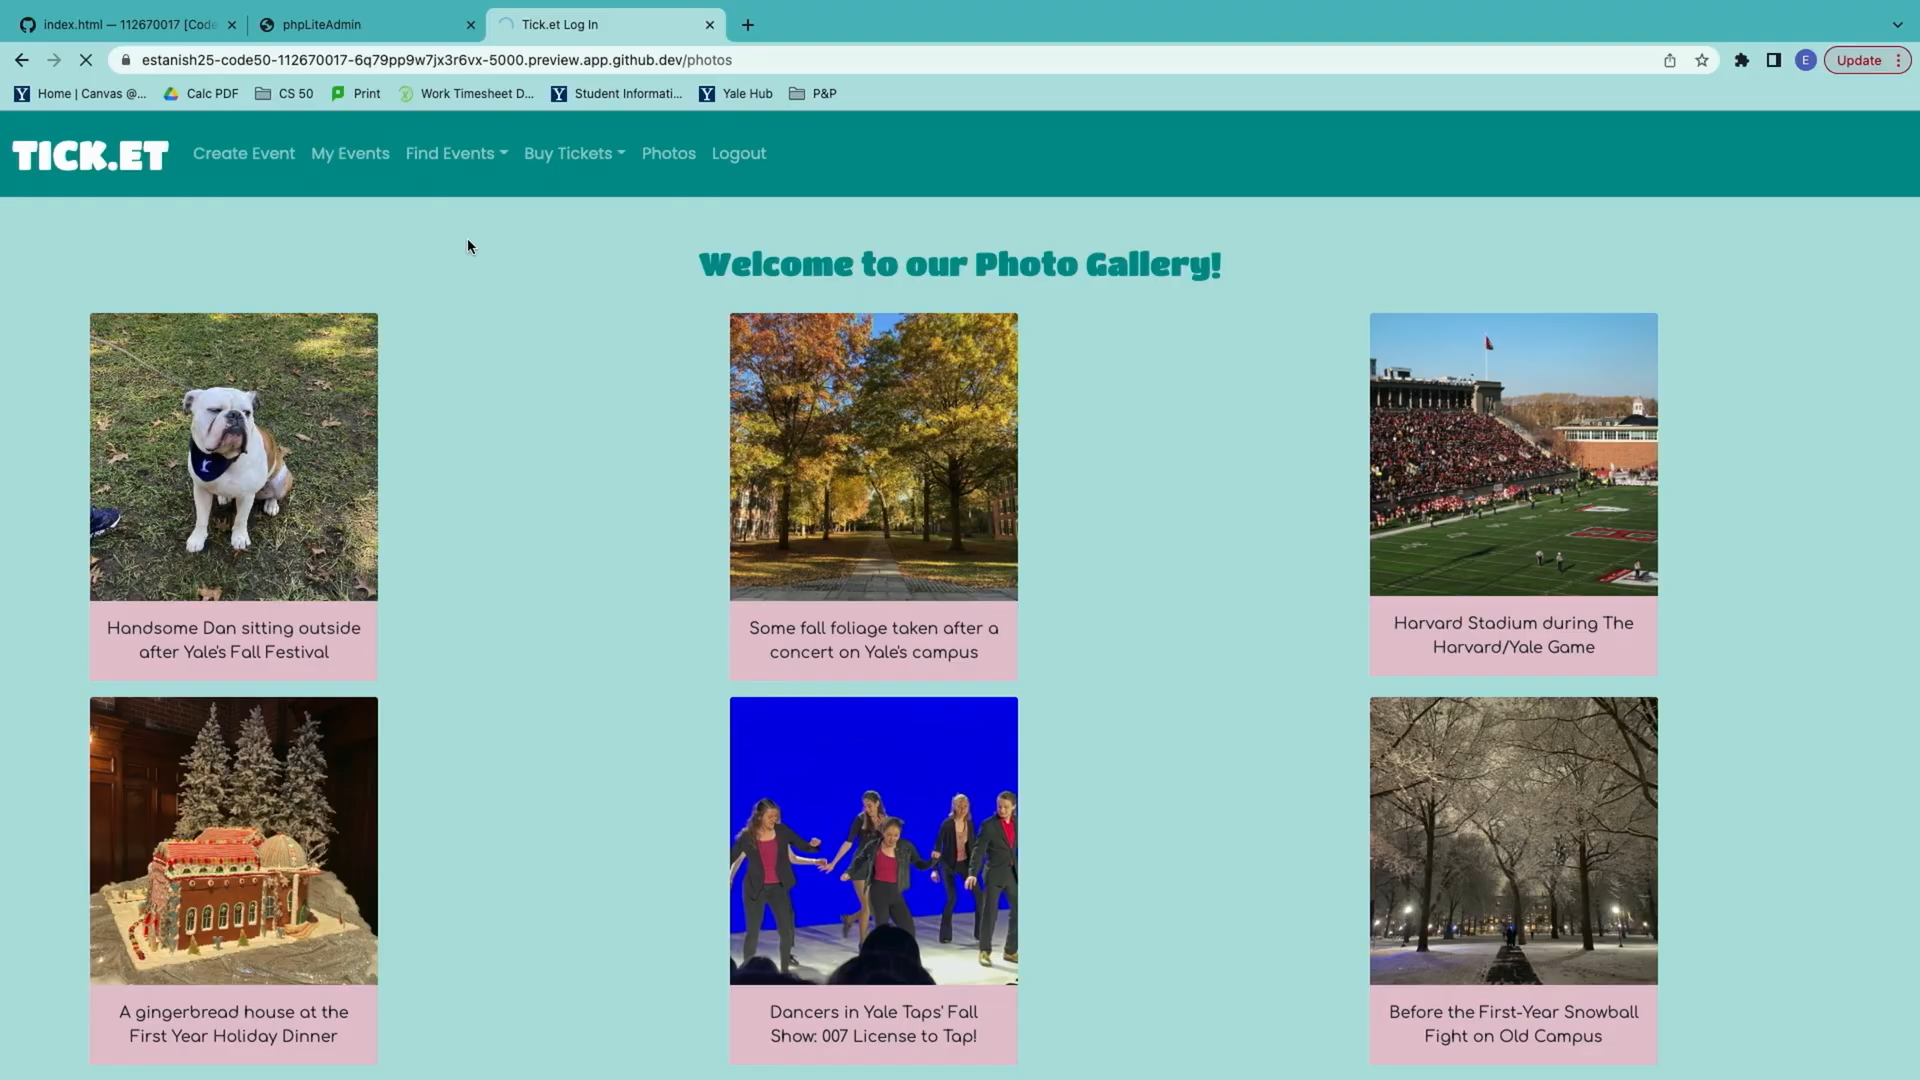 index.html — 112670017 [Code
phpLiteAdmin
Tick.et Log In
estanish25-code50-112670017-6q79pp9w7jx3r6vx-5000.preview.app.github.dev/photos
E
Update
Home | Canvas @...
Calc PDF
CS 50
Print
Work Timesheet D...
Student Informati...
Yale Hub
P&P
TICK.ET
Create Event
My Events
Find Events
Buy Tickets
Photos
Logout
Welcome to our Photo Gallery!
Handsome Dan sitting outside
after Yale's Fall Festival
Some fall foliage taken after a
concert on Yale's campus
Harvard Stadium during The
Harvard/Yale Game
A gingerbread house at the
First Year Holiday Dinner
Dancers in Yale Taps' Fall
Show: 007 License to Tap!
Before the First-Year Snowball
Fight on Old Campus